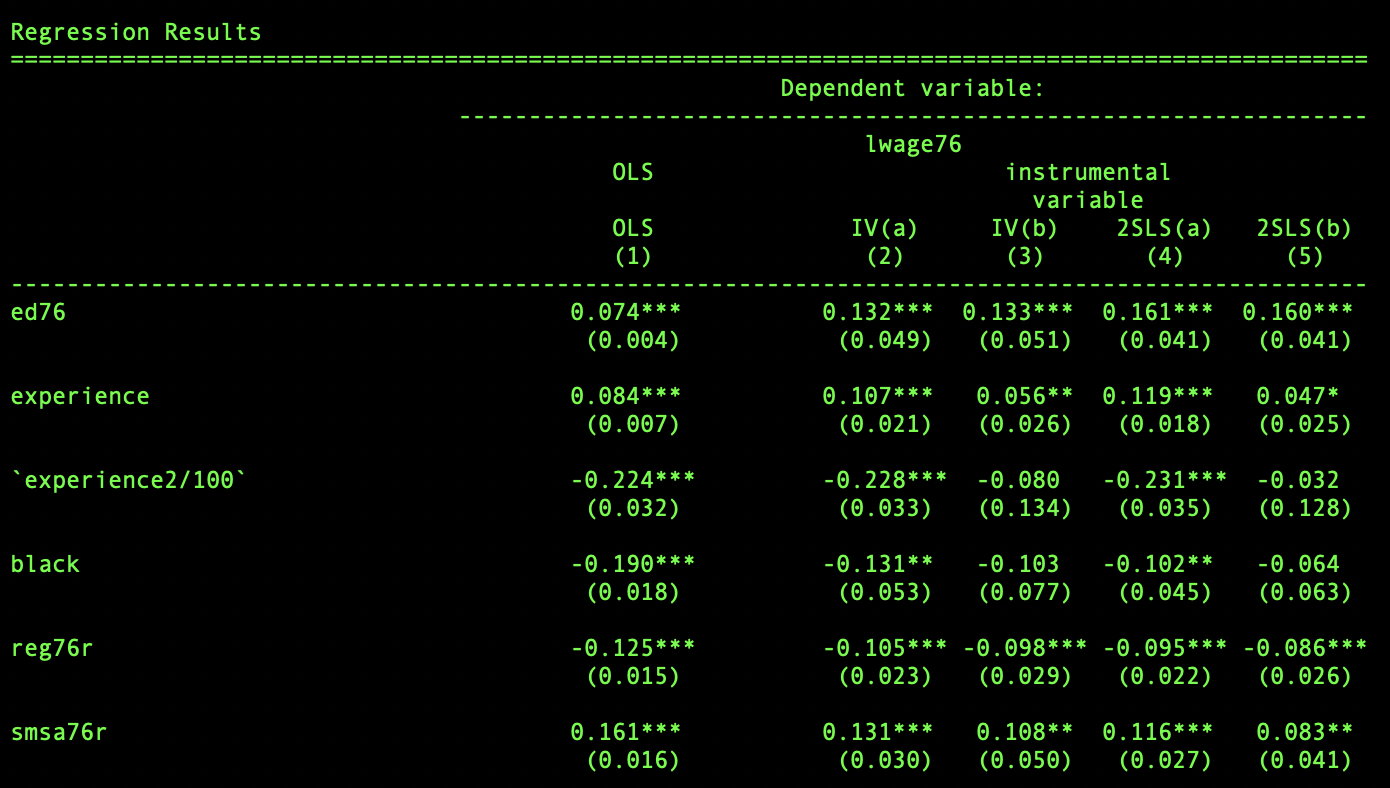 Regression Results
=================================================================================================
Dependent variable:
-----------------------------------------------------------------
lwage76
OLS instrumental
variable
OLS IV(a) IV(b) 2SLS(a) 2SLS(b)
(1) (2) (3) (4) (5)
-------------------------------------------------------------------------------------------------
ed76 0.074*** 0.132*** 0.133*** 0.161*** 0.160***
(0.004) (0.049) (0.051) (0.041) (0.041)
experience 0.084*** 0.107*** 0.056** 0.119*** 0.047*
(0.007) (0.021) (0.026) (0.018) (0.025)
`experience2/100` -0.224*** -0.228*** -0.080 -0.231*** -0.032
(0.032) (0.033) (0.134) (0.035) (0.128)
black -0.190*** -0.131** -0.103 -0.102** -0.064
(0.018) (0.053) (0.077) (0.045) (0.063)
reg76r -0.125*** -0.105*** -0.098*** -0.095*** -0.086***
(0.015) (0.023) (0.029) (0.022) (0.026)
smsa76r 0.161*** 0.131*** 0.108** 0.116*** 0.083**
(0.016) (0.030) (0.050) (0.027) (0.041)